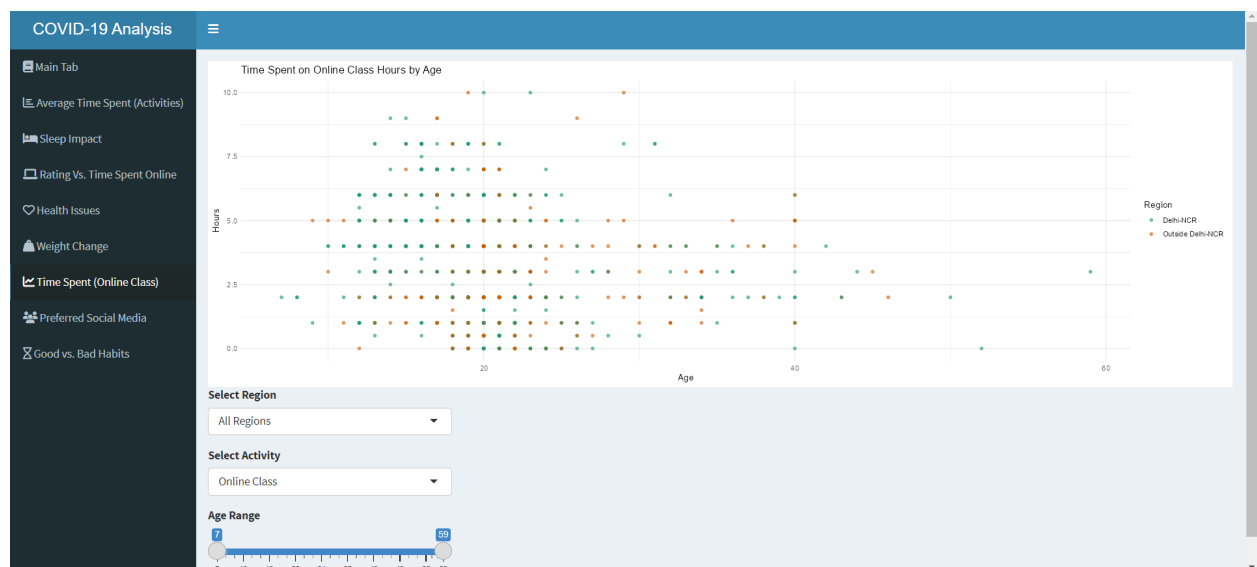 COVID-19 Analysis
Main Tab
Average Time Spent (Activities)
Sleep Impact
Rating Vs. Time Spent Online
Health Issues
Weight Change
Time Spent (Online Class)
Preferred Social Media
Good vs. Bad Habits
Time Spent on Online Class Hours by Age
10.0
7.5
5.0
2.5
0.0
Hours
20 40 60
Age
Region
Delhi-NCR
Outside Delhi-NCR
Select Region
All Regions
Select Activity
Online Class
Age Range
7 59